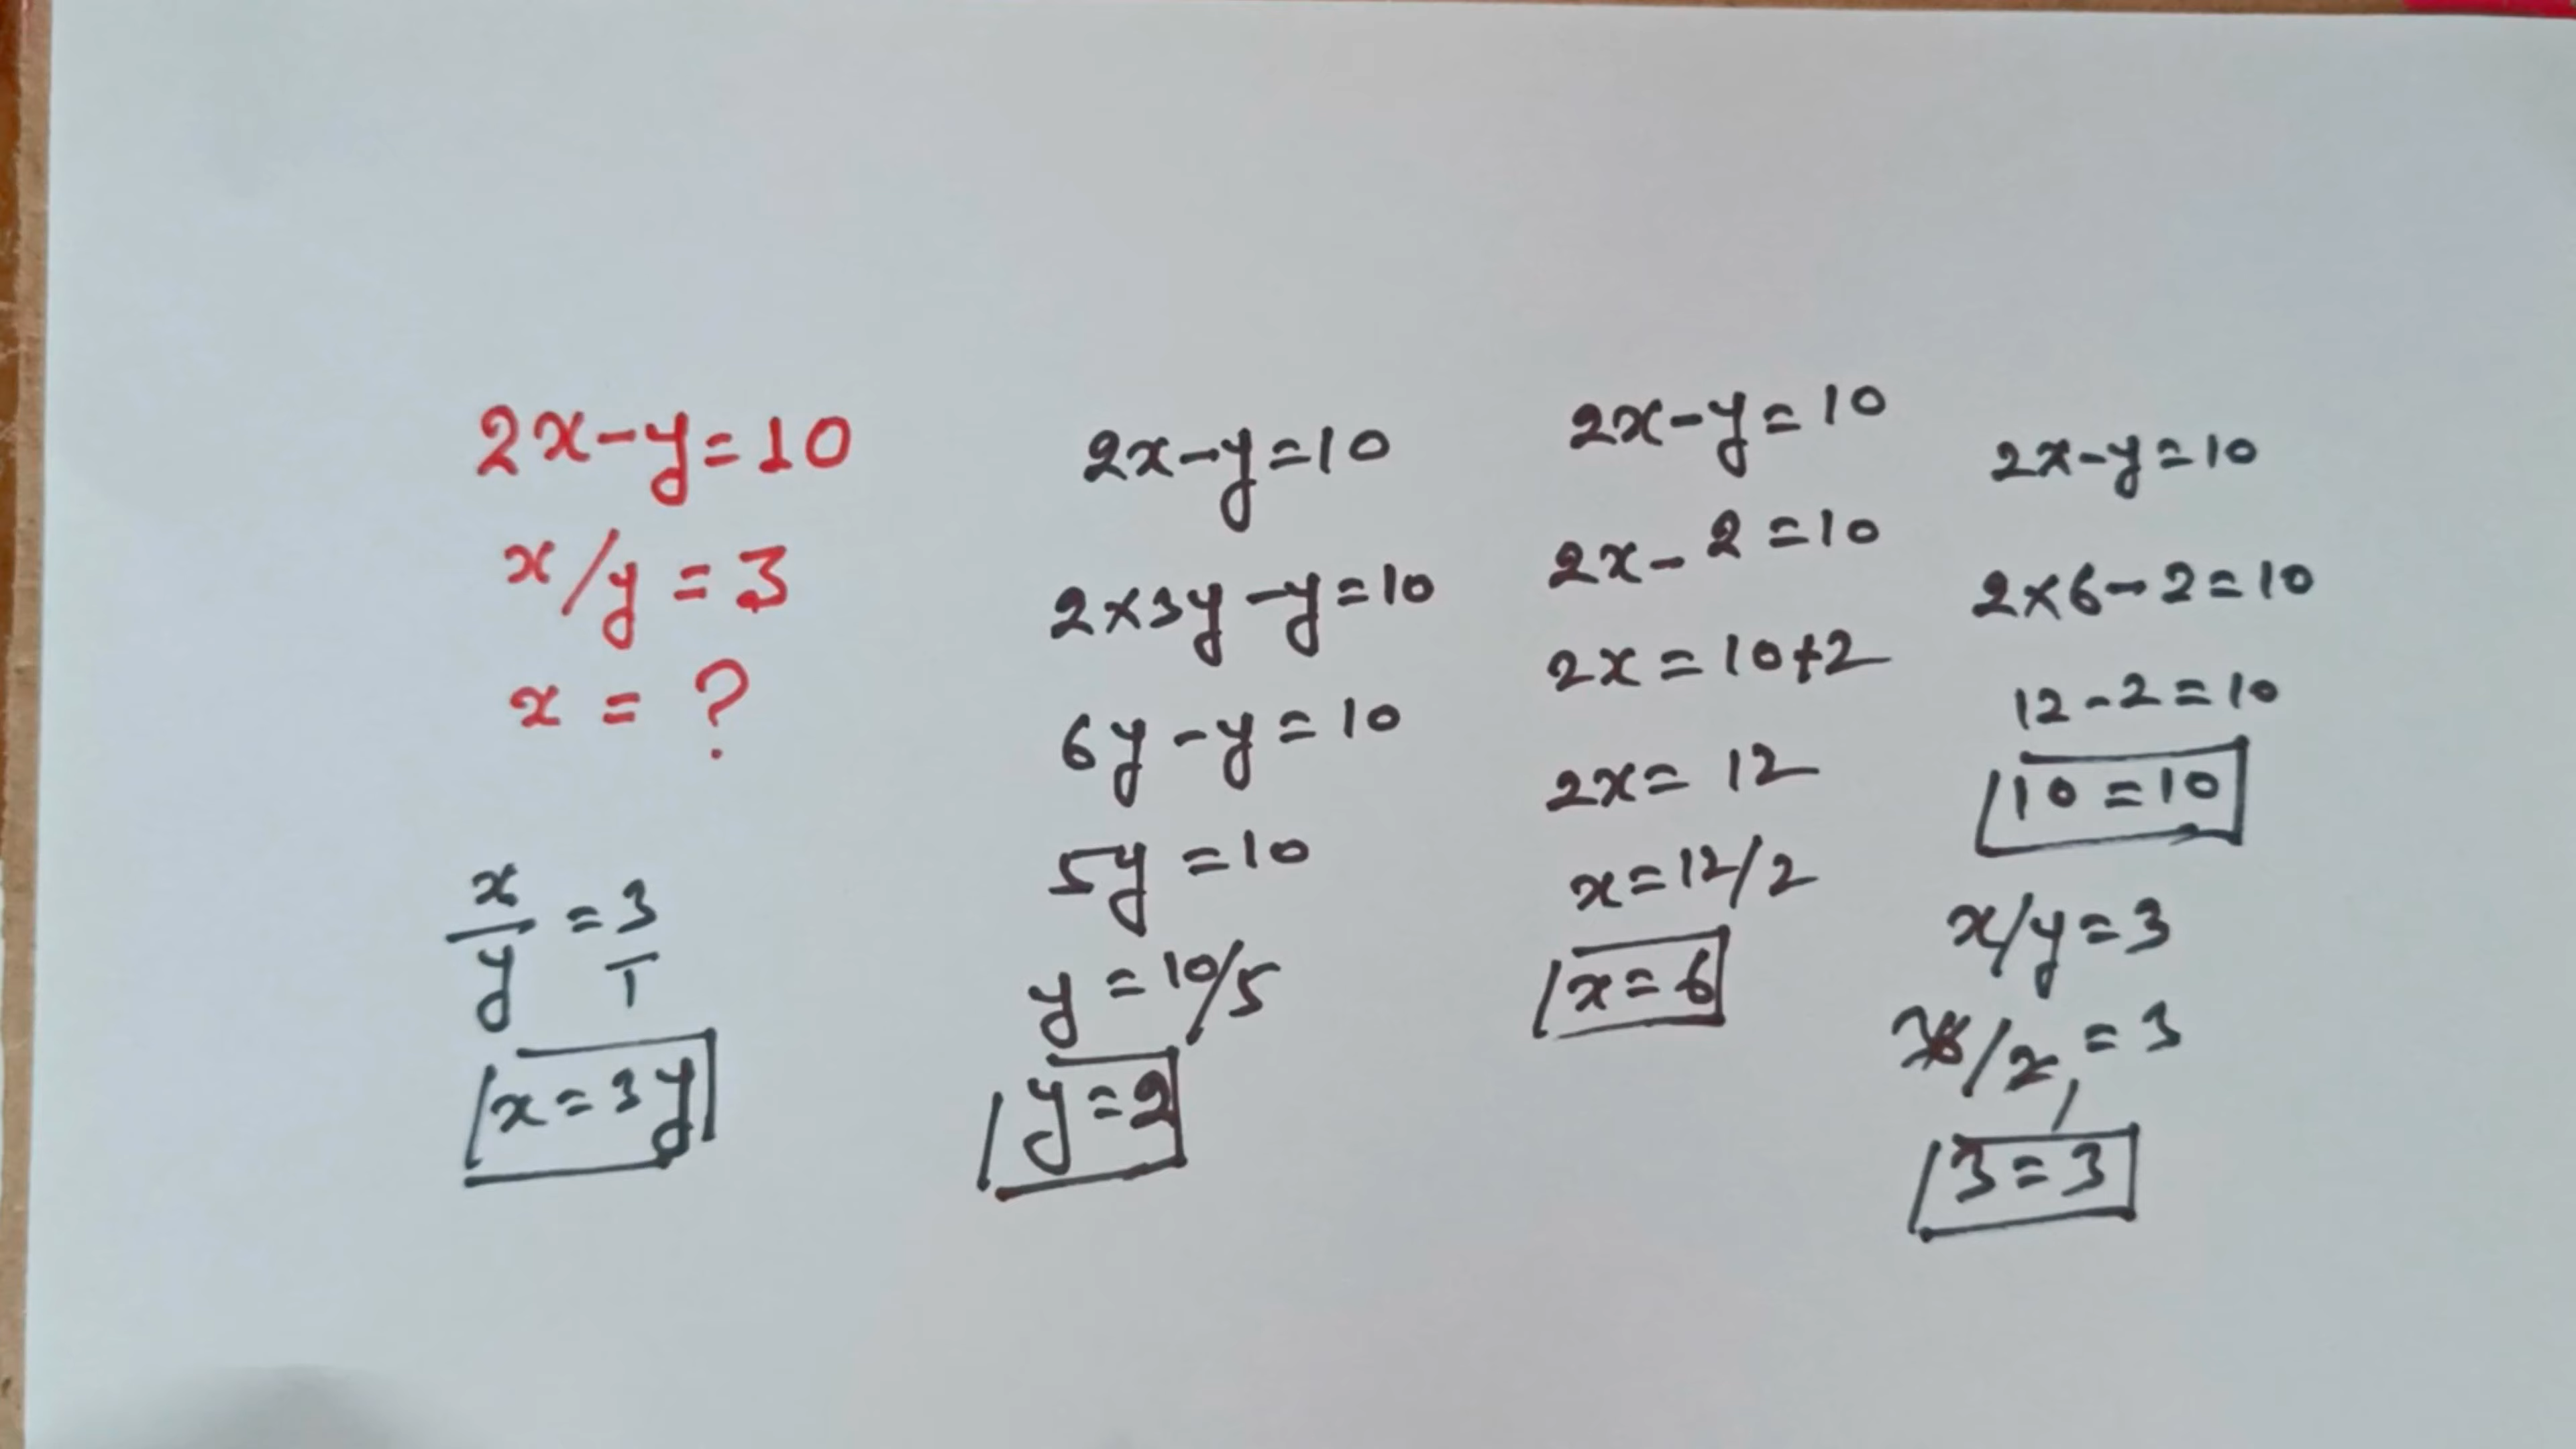 2x-y=10
x/y=3
x=?
x/y=3/1
x=3y
2x-y=10
2×3y-y=10
6y-y=10
5y=10
y=10/5
y=2
2x-y=10
2x-2=10
2x=10+2
2x=12
x=12/2
x=6
2x-y=10
2×6-2=10
12-2=10
10=10
x/y=3
6/2=3
3=3